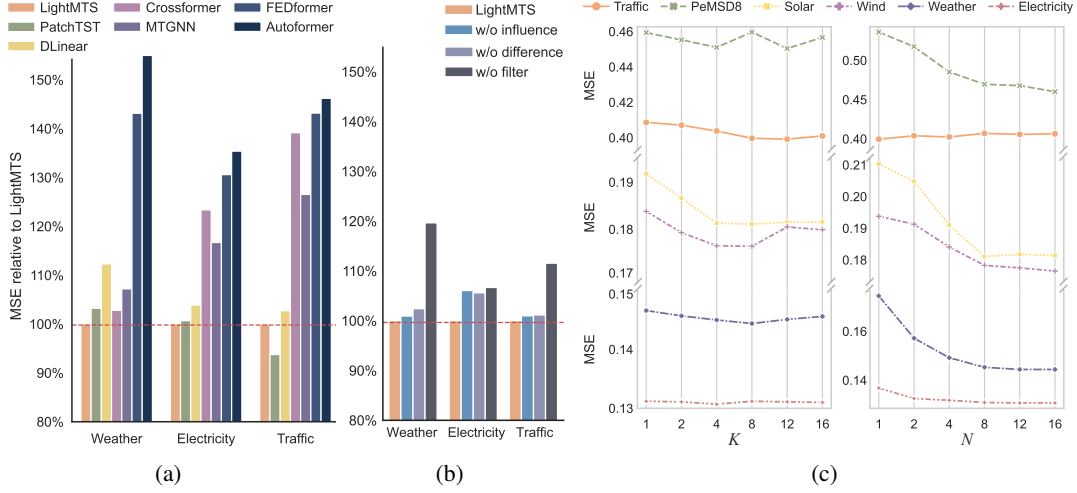 LightMTS Crossformer FEDformer
PatchTST MTGNN Autoformer
DLinear
MSE relative to LightMTS
150%
140%
130%
120%
110%
100%
90%
80%
Weather Electricity Traffic
(a)
LightMTS
w/o influence
w/o difference
w/o filter
150%
140%
130%
120%
110%
100%
90%
80%
Weather Electricity Traffic
(b)
Traffic PeMSD8 Solar Wind Weather Electricity
MSE
0.46
0.44
0.42
0.40
MSE
0.19
0.18
0.17
MSE
0.15
0.14
0.13
1 2 4 8 12 16
K
0.50
0.45
0.40
0.21
0.20
0.19
0.18
0.16
0.14
1 2 4 8 12 16
N
(c)